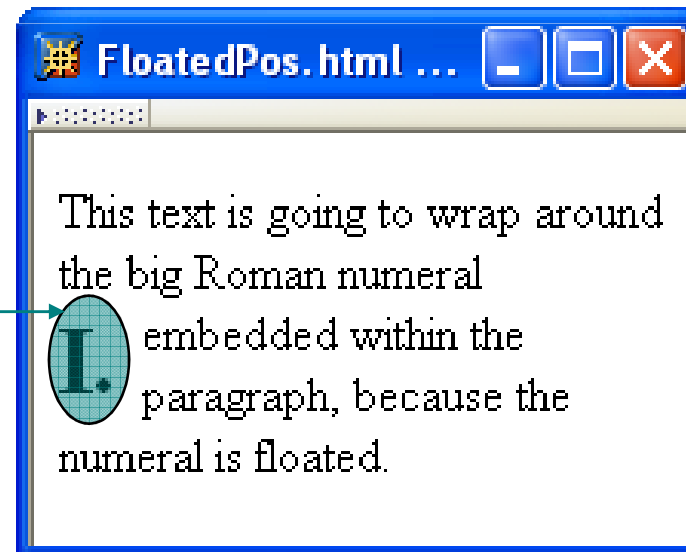 FloatedPos.html ...
This text is going to wrap around
the big Roman numeral
I.
embedded within the
paragraph, because the
numeral is floated.